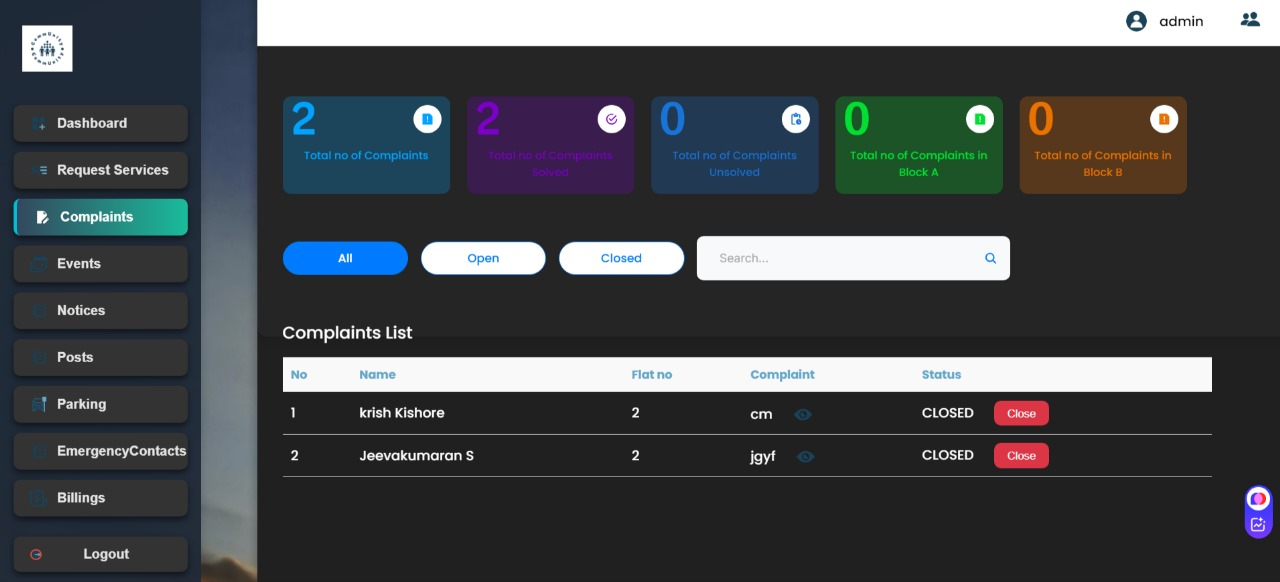 admin
Dashboard
Request Services
Complaints
Events
Notices
Posts
Parking
EmergencyContacts
Billings
Logout
2
Total no of Complaints
2
Total no of Complaints
Solved
0
Total no of Complaints
Unsolved
0
Total no of Complaints in
Block A
0
Total no of Complaints in
Block B
All Open Closed Search...
Complaints List
No Name Flat no Complaint Status
1 krish Kishore 2 cm CLOSED Close
2 Jeevakumaran S 2 jgyf CLOSED Close